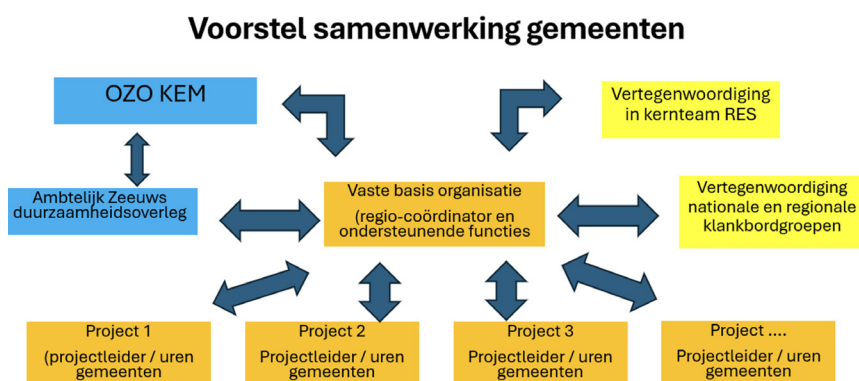 Voorstel samenwerking gemeenten
OZO KEM
Vertegenwoordiging
in kernteam RES
Ambtelijk Zeeuws
duurzaamheidsoverleg
Vaste basis organisatie
(regio-coördinator en
ondersteunende functies
Vertegenwoordiging
nationale en regionale
klankbordgroepen
Project 1
(projectleider / uren
gemeenten
Project 2
Projectleider / uren
gemeenten
Project 3
Projectleider / uren
gemeenten
Project ....
Projectleider / uren
gemeenten